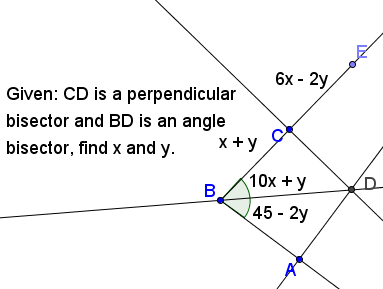 E
6x - 2y
Given: CD is a perpendicular
bisector and BD is an angle
bisector, find x and y.
x + y
C
10x + y
B
D
45 - 2y
A